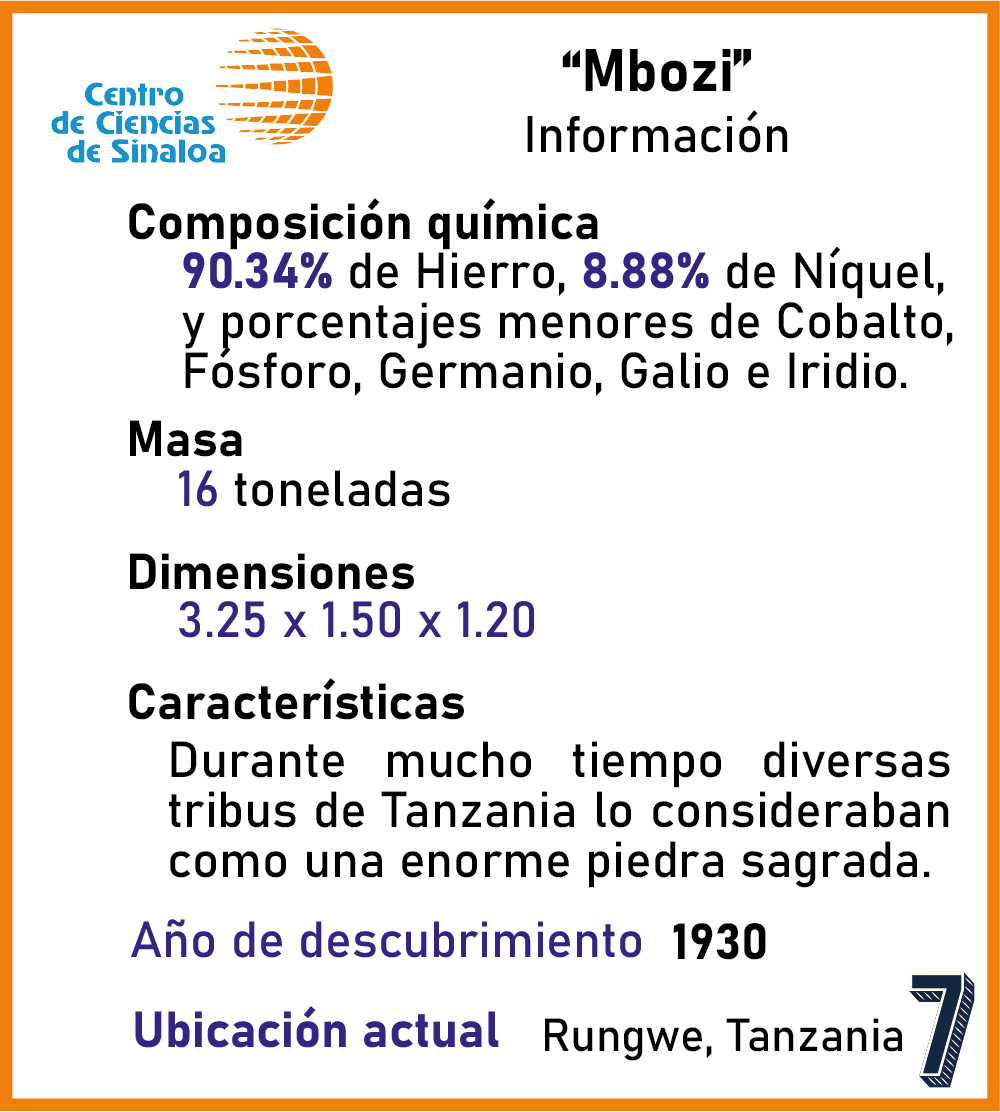 Centro
de Ciencias
de Sinaloa
“Mbozi”
Información
Composición química
90.34% de Hierro, 8.88% de Níquel,
y porcentajes menores de Cobalto,
Fósforo, Germanio, Galio e Iridio.
Masa
16 toneladas
Dimensiones
3.25 x 1.50 x 1.20
Características
Durante mucho tiempo diversas
tribus de Tanzania lo consideraban
como una enorme piedra sagrada.
Año de descubrimiento 1930
Ubicación actual Rungwe, Tanzania
7